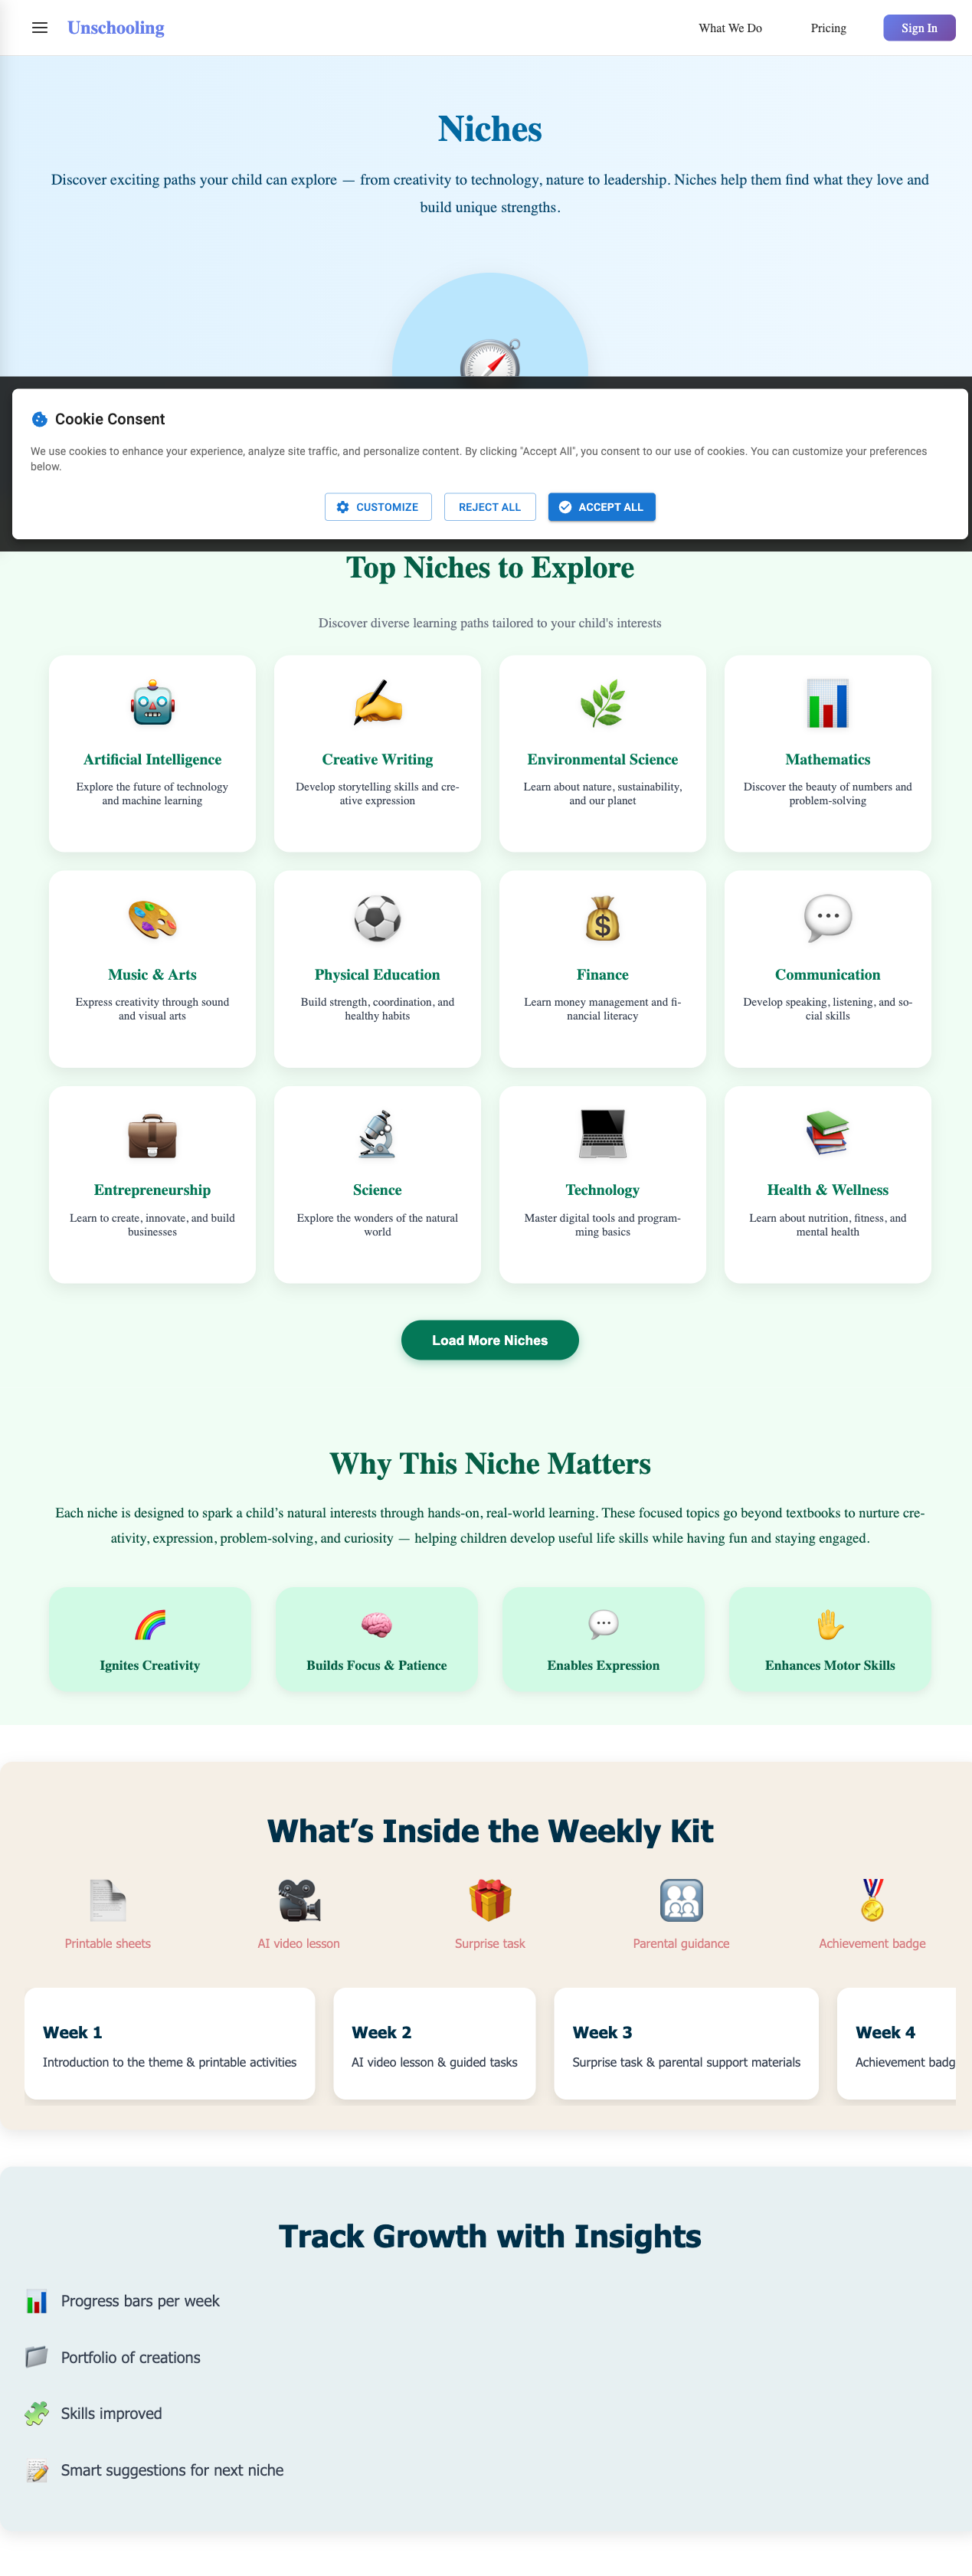 Unschooling
What We Do
Pricing
Sign In
Niches
Discover exciting paths your child can explore — from creativity to technology, nature to leadership. Niches help them find what they love and
build unique strengths.
Cookie Consent
We use cookies to enhance your experience, analyze site traffic, and personalize content. By clicking "Accept All", you consent to our use of cookies. You can customize your preferences
below.
CUSTOMIZE
REJECT ALL
ACCEPT ALL
Top Niches to Explore
Discover diverse learning paths tailored to your child's interests
Artificial Intelligence
Explore the future of technology
and machine learning
Creative Writing
Develop storytelling skills and cre-
ative expression
Environmental Science
Learn about nature, sustainability,
and our planet
Mathematics
Discover the beauty of numbers and
problem-solving
Music & Arts
Express creativity through sound
and visual arts
Physical Education
Build strength, coordination, and
healthy habits
Finance
Learn money management and fi-
nancial literacy
Communication
Develop speaking, listening, and so-
cial skills
Entrepreneurship
Learn to create, innovate, and build
businesses
Science
Explore the wonders of the natural
world
Technology
Master digital tools and program-
ming basics
Health & Wellness
Learn about nutrition, fitness, and
mental health
Load More Niches
Why This Niche Matters
Each niche is designed to spark a child’s natural interests through hands-on, real-world learning. These focused topics go beyond textbooks to nurture cre-
ativity, expression, problem-solving, and curiosity — helping children develop useful life skills while having fun and staying engaged.
Ignites Creativity
Builds Focus & Patience
Enables Expression
Enhances Motor Skills
What’s Inside the Weekly Kit
Printable sheets
AI video lesson
Surprise task
Parental guidance
Achievement badge
Week 1
Introduction to the theme & printable activities
Week 2
AI video lesson & guided tasks
Week 3
Surprise task & parental support materials
Week 4
Achievement badg
Track Growth with Insights
Progress bars per week
Portfolio of creations
Skills improved
Smart suggestions for next niche